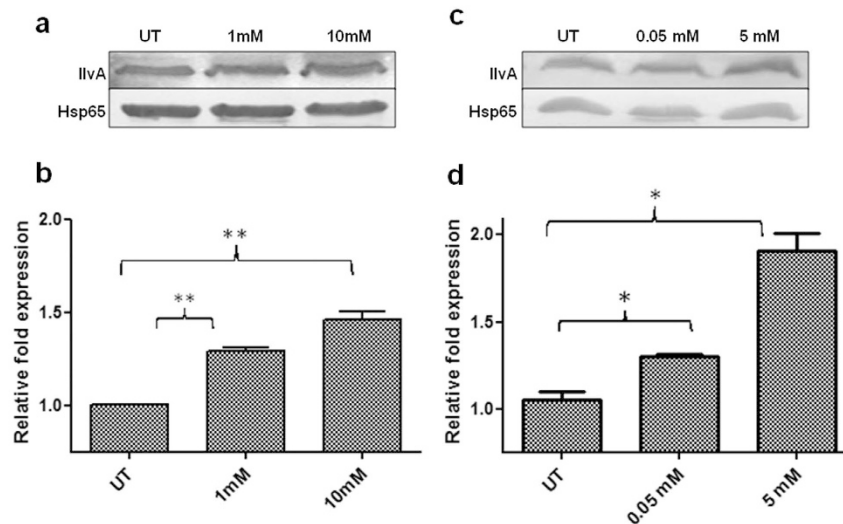 a
UT 1mM 10mM
IlvA
Hsp65
b
Relative fold expression
2.0
1.5
1.0
**
**
UT
1mM
10mM
c
UT 0.05 mM 5 mM
IlvA
Hsp65
d
Relative fold expression
2.0
1.5
1.0
*
*
UT
0.05 mM
5 mM